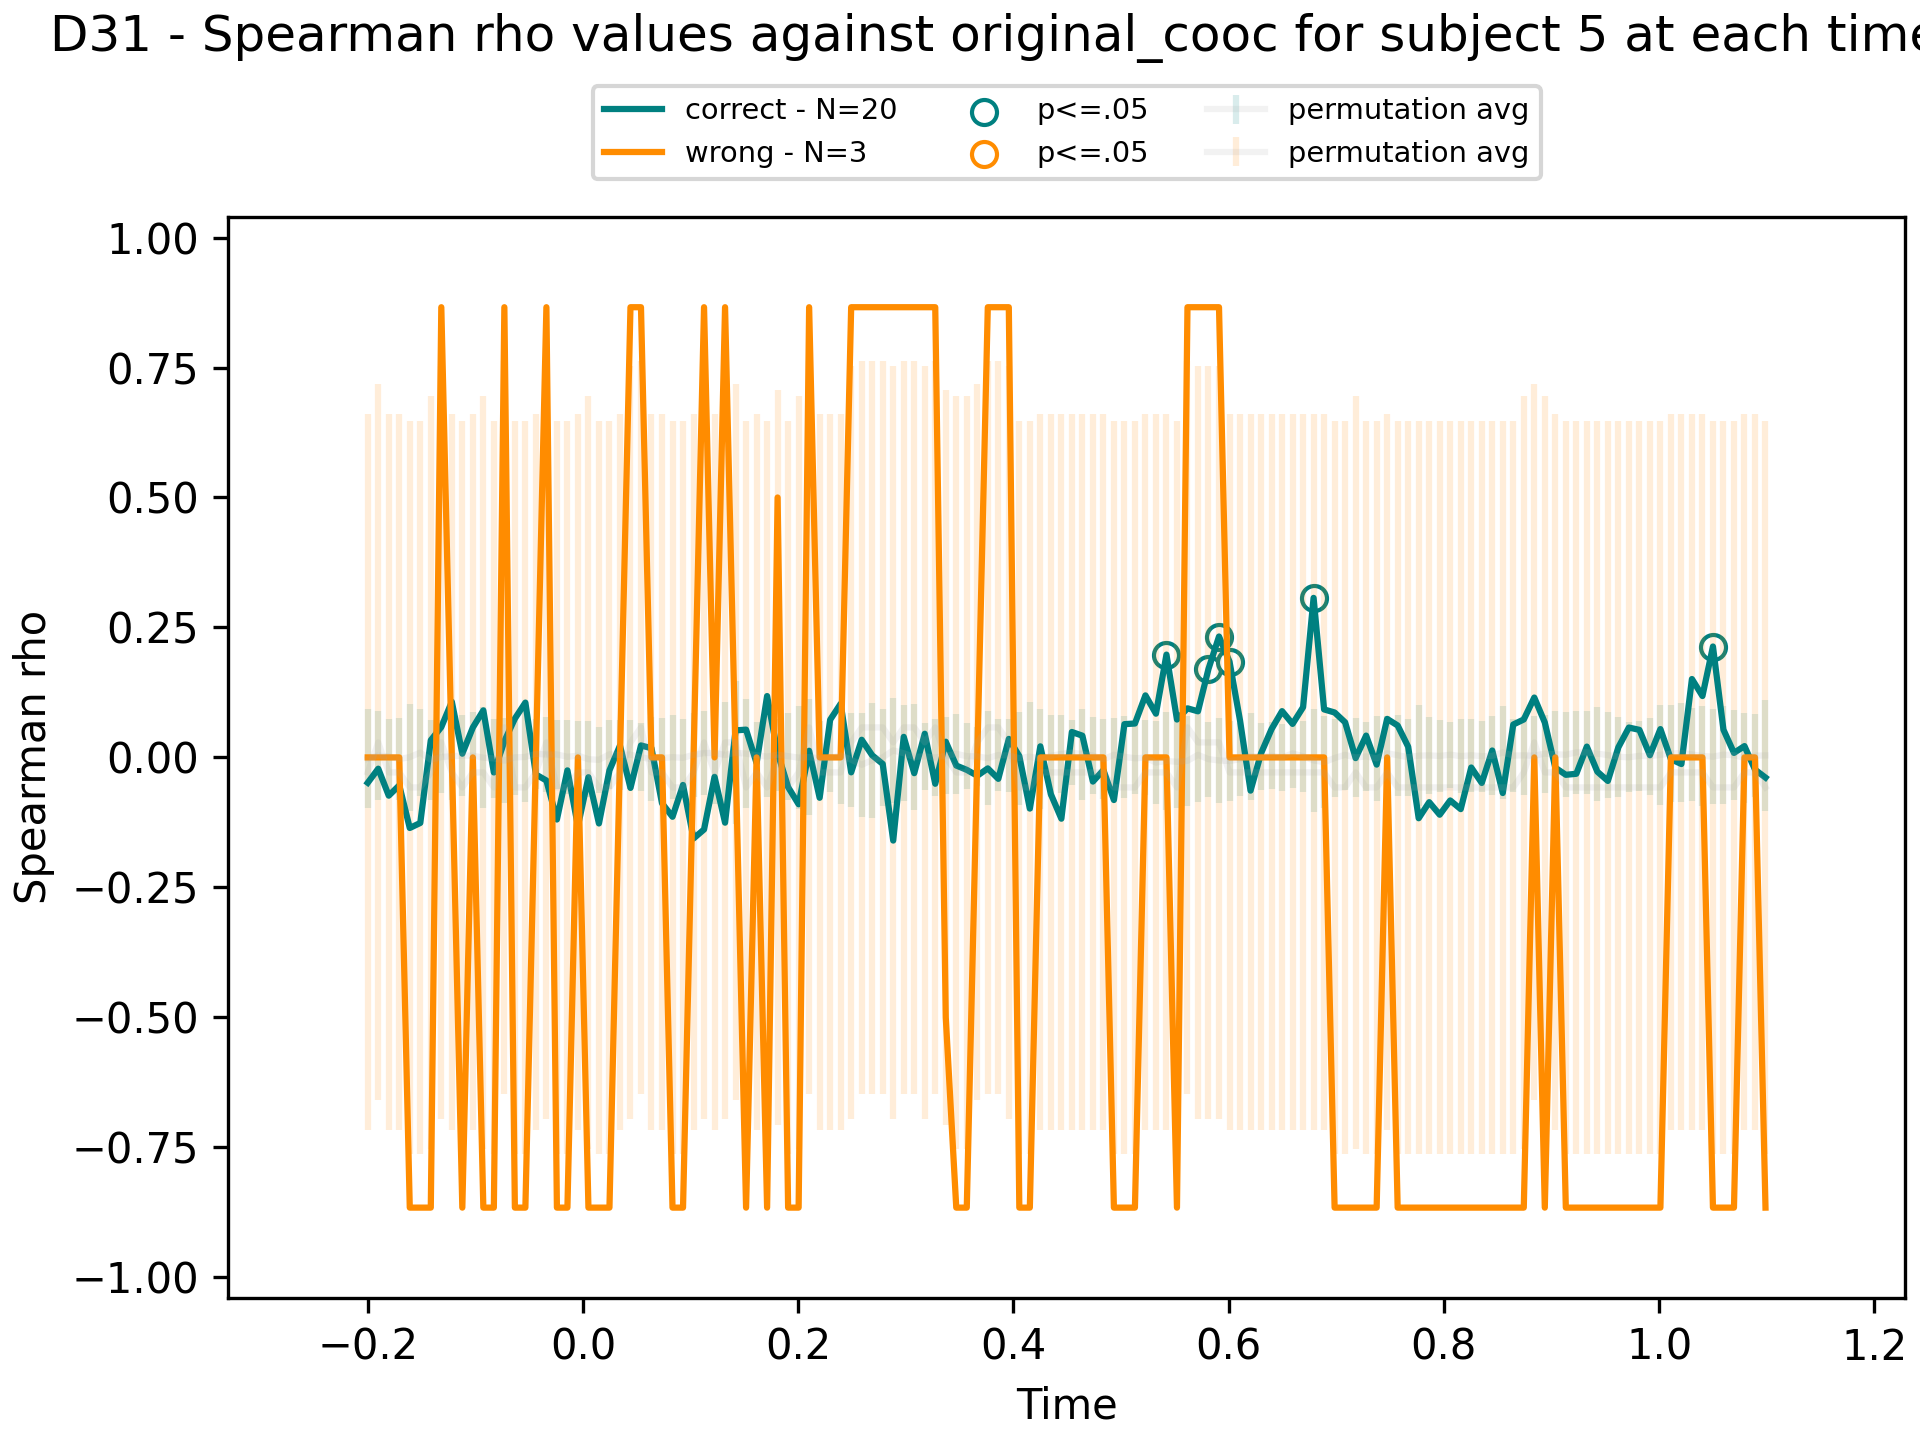 D31 - Spearman rho values against original_cooc for subject 5 at each time
correct - N=20 p<=.05 permutation avg
wrong - N=3 p<=.05 permutation avg
1.00
0.75
0.50
0.25
0.00
−0.25
−0.50
−0.75
−1.00
Spearman rho
−0.2 0.0 0.2 0.4 0.6 0.8 1.0 1.2
Time